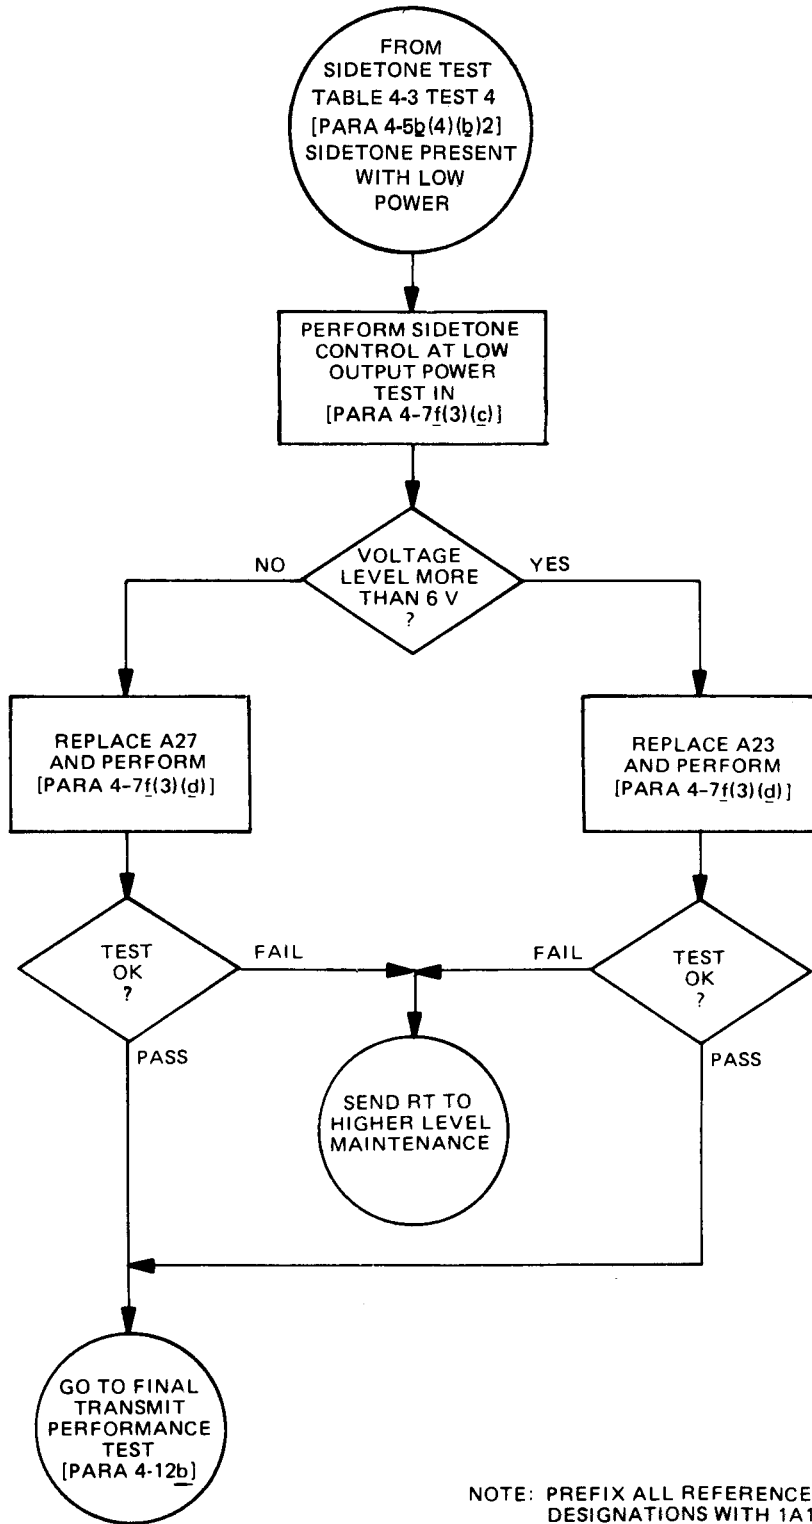 FROM
SIDETONE TEST
TABLE 4-3 TEST 4
[PARA 4-5b(4)(b)2]
SIDETONE PRESENT
WITH LOW
POWER
PERFORM SIDETONE
CONTROL AT LOW
OUTPUT POWER
TEST IN
[PARA 4-7f(3)(c)]
VOLTAGE
LEVEL MORE
THAN 6 V
?
NO
YES
REPLACE A27
AND PERFORM
[PARA 4-7f(3)(d)]
REPLACE A23
AND PERFORM
[PARA 4-7f(3)(d)]
TEST
OK
?
FAIL
PASS
FAIL
TEST
OK
?
PASS
SEND RT TO
HIGHER LEVEL
MAINTENANCE
GO TO FINAL
TRANSMIT
PERFORMANCE
TEST
[PARA 4-12b]
NOTE: PREFIX ALL REFERENCE
DESIGNATIONS WITH 1A1